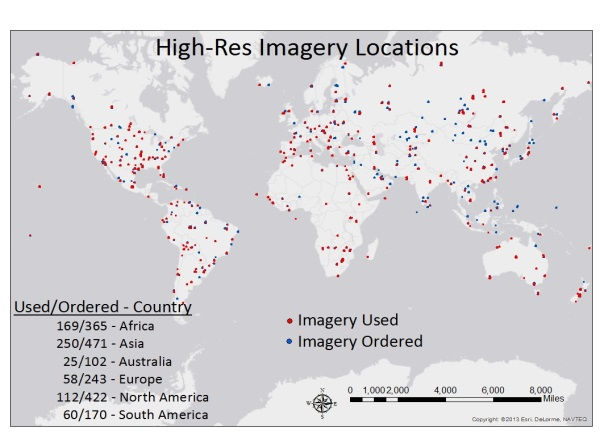 High-Res Imagery Locations
Used/Ordered - Country
169/365 - Africa
250/471 - Asia
25/102 - Australia
58/243 - Europe
112/422 - North America
60/170 - South America
Imagery Used
Imagery Ordered
N
W E
S
0 1,000 2,000 4,000 6,000 8,000
Miles
Copyright: ©2013 Esri, DeLorme, NAVTEQ